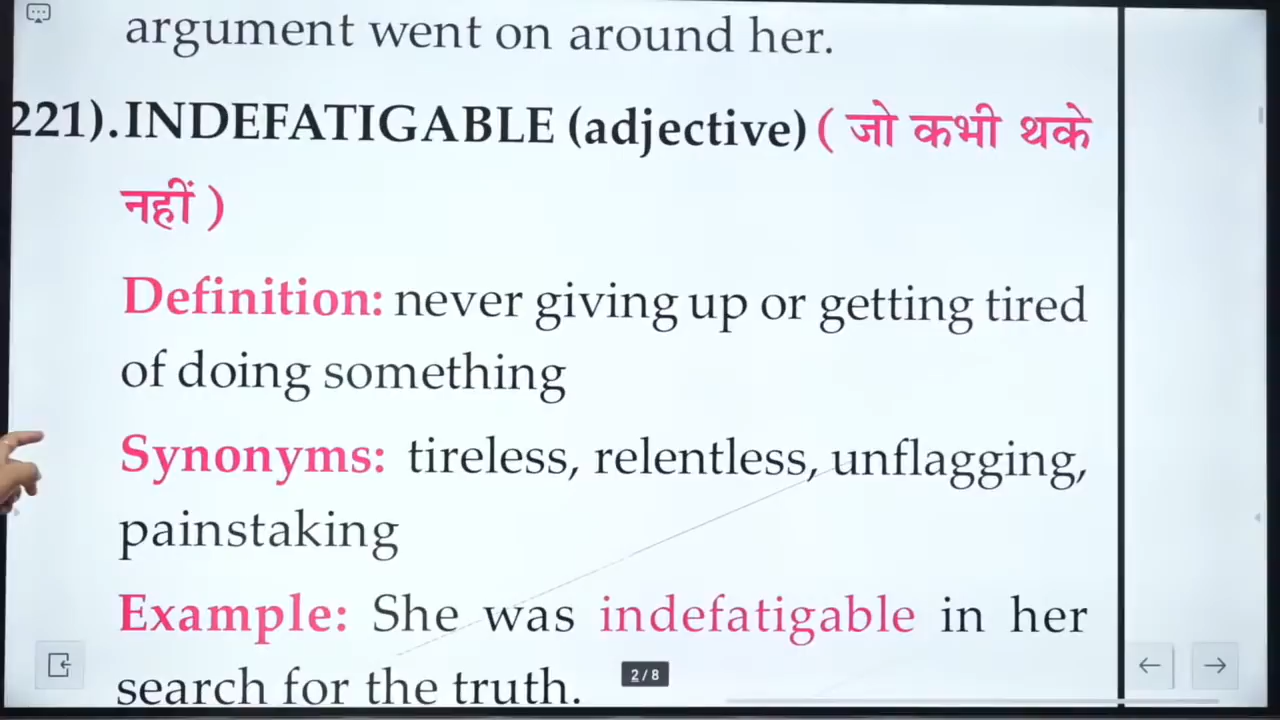 argument went on around her.
221).INDEFATIGABLE (adjective) ( जो कभी थके
नहीं )
Definition: never giving up or getting tired
of doing something
Synonyms: tireless, relentless, unflagging,
painstaking
Example: She was indefatigable in her
search for the truth.
2/8